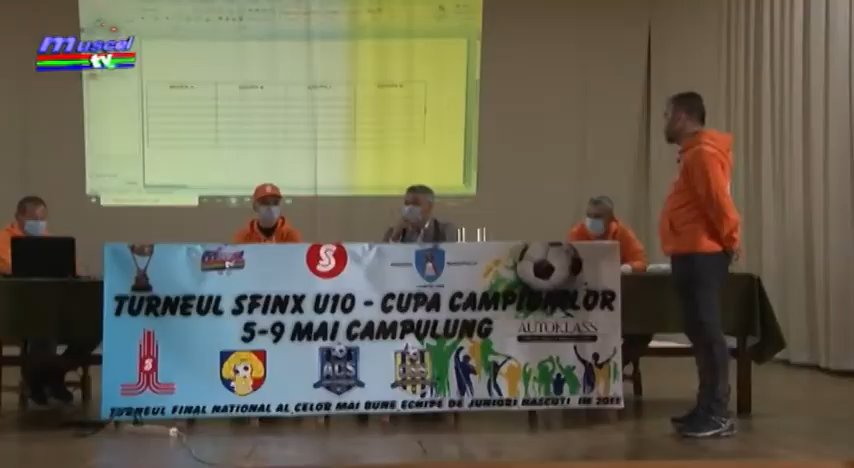 Muscel
tv
TURNEUL SFINX U10 - CUPA CAMPIONILOR
5-9 MAI CAMPULUNG
AUTOKLASS
ACS
TURNEUL FINAL NATIONAL AL CELOR MAI BUNE ECHIPE DE JUNIORI NASCUTI IN 2011